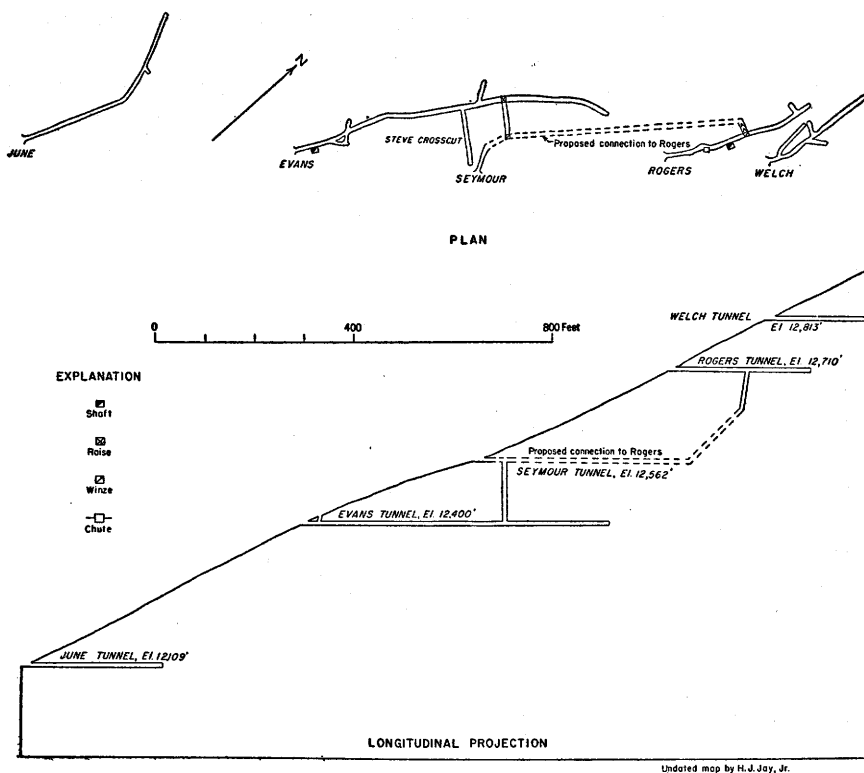 N
JUNE
EVANS
STEVE CROSSCUT
SEYMOUR
Proposed connection to Rogers
ROGERS
WELCH
PLAN
0 400 800 Feet
WELCH TUNNEL
El. 12,813'
ROGERS TUNNEL, El. 12,710'
EXPLANATION
Shaft
Raise
Winze
Chute
Proposed connection to Rogers
SEYMOUR TUNNEL, El. 12,562'
EVANS TUNNEL, El. 12,400'
JUNE TUNNEL, El. 12,109'
LONGITUDINAL PROJECTION
Undated map by H. J. Jay, Jr.